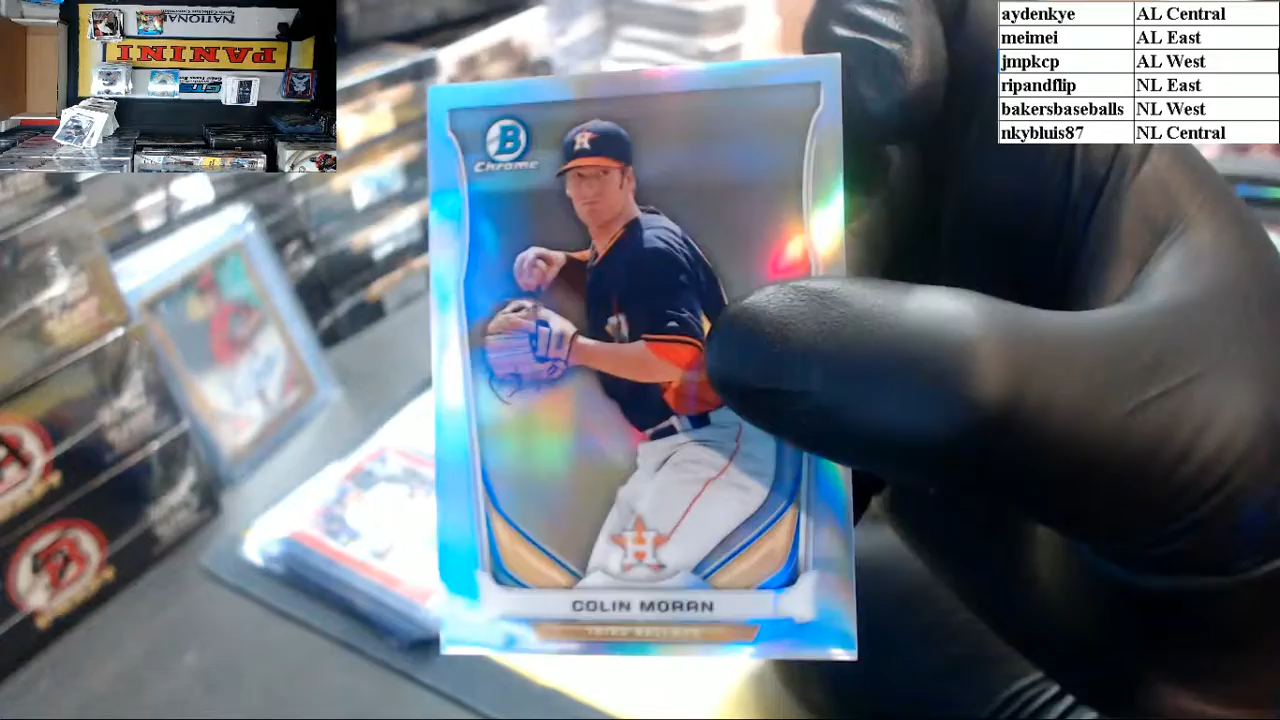 NATIONAL
PANINI
aydenkye AL Central
meimei AL East
jmpkcp AL West
ripandflip NL East
bakersbaseballs NL West
nkybluis87 NL Central
B
Chrome
H
H
COLIN MORAN
B